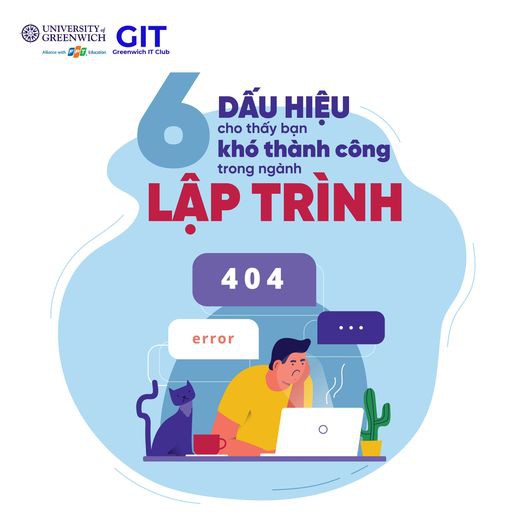 UNIVERSITY of
GREENWICH
Alliance with FPT Education
GIT
Greenwich IT Club
6
DẤU HIỆU
cho thấy bạn
khó thành công
trong ngành
LẬP TRÌNH
404
error
...